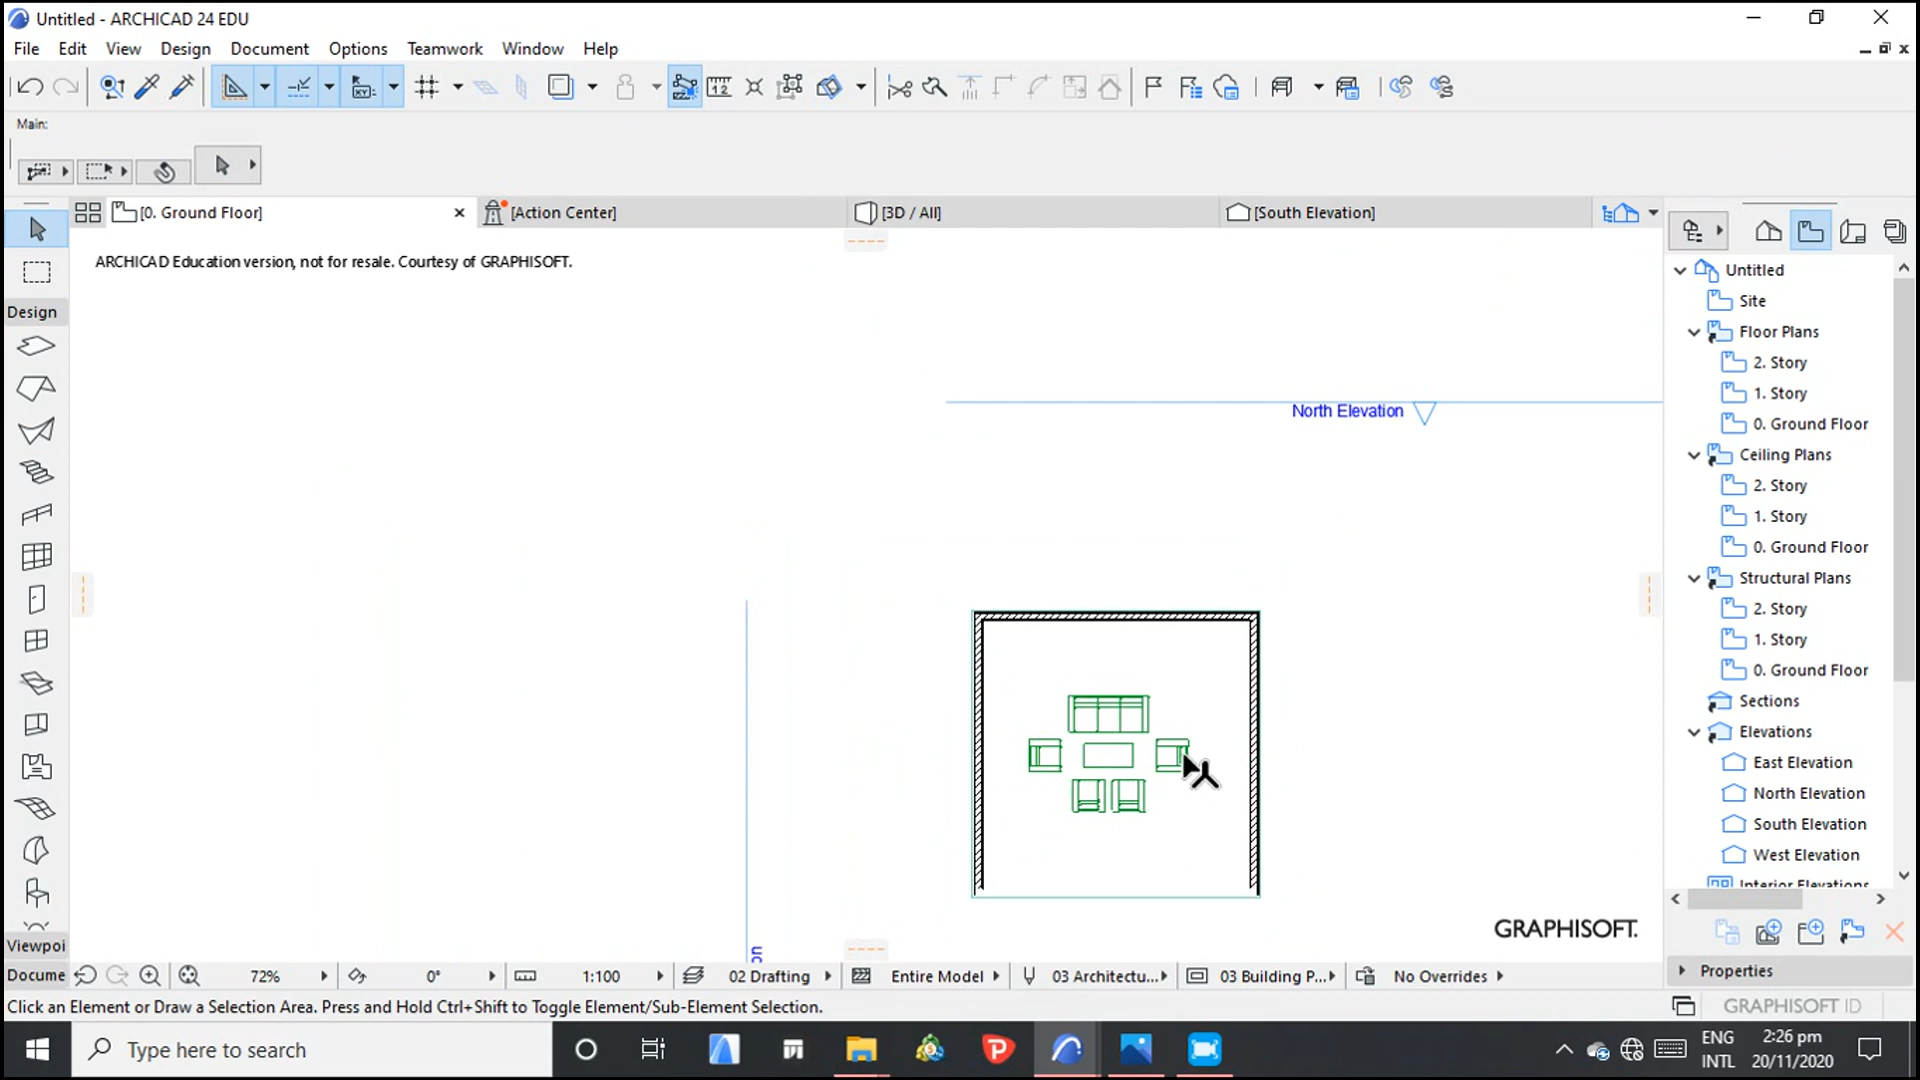 Untitled - ARCHICAD 24 EDU
File Edit View Design Document Options Teamwork Window Help
Main:
[0. Ground Floor] [Action Center] [3D / All] [South Elevation]
ARCHICAD Education version, not for resale. Courtesy of GRAPHISOFT.
Design
North Elevation
Untitled
Site
Floor Plans
2. Story
1. Story
0. Ground Floor
Ceiling Plans
2. Story
1. Story
0. Ground Floor
Structural Plans
2. Story
1. Story
0. Ground Floor
Sections
Elevations
East Elevation
North Elevation
South Elevation
West Elevation
Interior Elevations
GRAPHISOFT.
Viewpoi
Docume 72% 0° 1:100 02 Drafting Entire Model 03 Architectu... 03 Building P... No Overrides
Properties
Click an Element or Draw a Selection Area. Press and Hold Ctrl+Shift to Toggle Element/Sub-Element Selection.
GRAPHISOFT ID
Type here to search
ENG
INTL
2:26 pm
20/11/2020